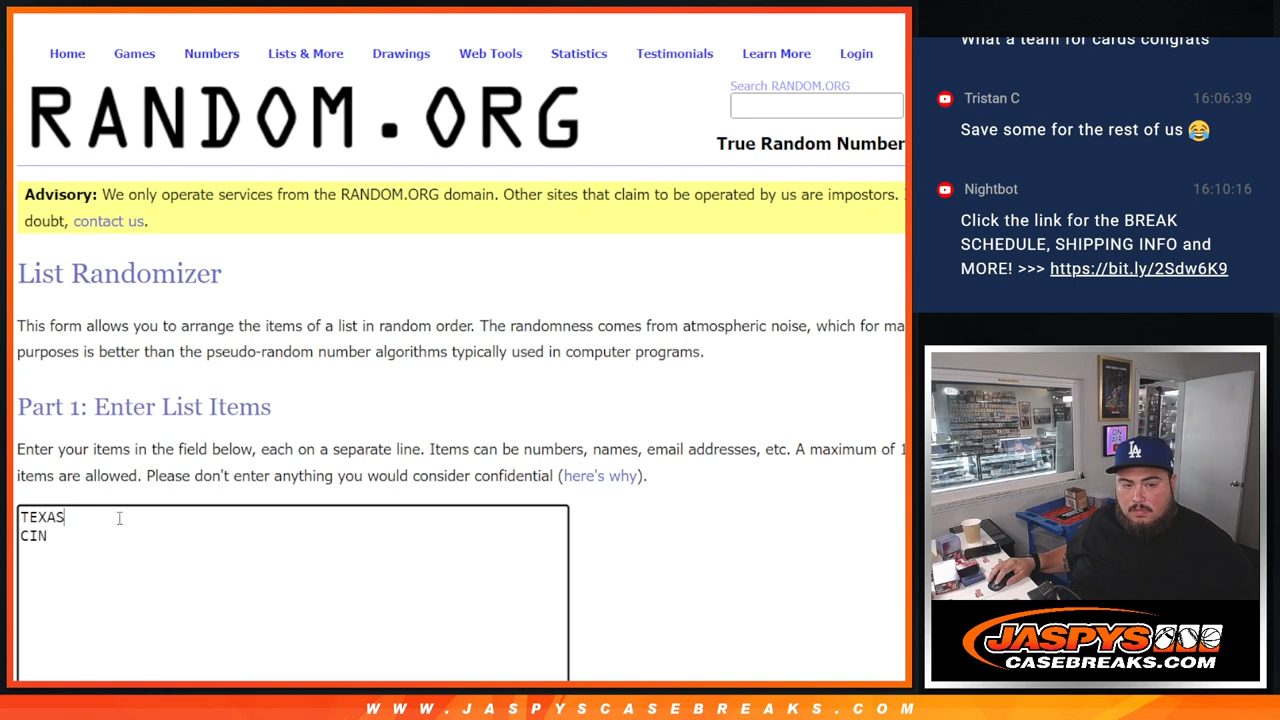 Home Games Numbers Lists & More Drawings Web Tools Statistics Testimonials Learn More Login
RANDOM.ORG
Search RANDOM.ORG
True Random Number
Advisory: We only operate services from the RANDOM.ORG domain. Other sites that claim to be operated by us are impostors.
doubt, contact us.
List Randomizer
This form allows you to arrange the items of a list in random order. The randomness comes from atmospheric noise, which for ma
purposes is better than the pseudo-random number algorithms typically used in computer programs.
Part 1: Enter List Items
Enter your items in the field below, each on a separate line. Items can be numbers, names, email addresses, etc. A maximum of 1
items are allowed. Please don't enter anything you would consider confidential (here's why).
TEXAS
CIN
What a team for cards congrats
Tristan C 16:06:39
Save some for the rest of us 😂
Nightbot 16:10:16
Click the link for the BREAK
SCHEDULE, SHIPPING INFO and
MORE! >>> https://bit.ly/2Sdw6K9
ON
AIR
LA
JASPYS
CASEBREAKS.COM
WWW.JASPYSCASEBREAKS.COM